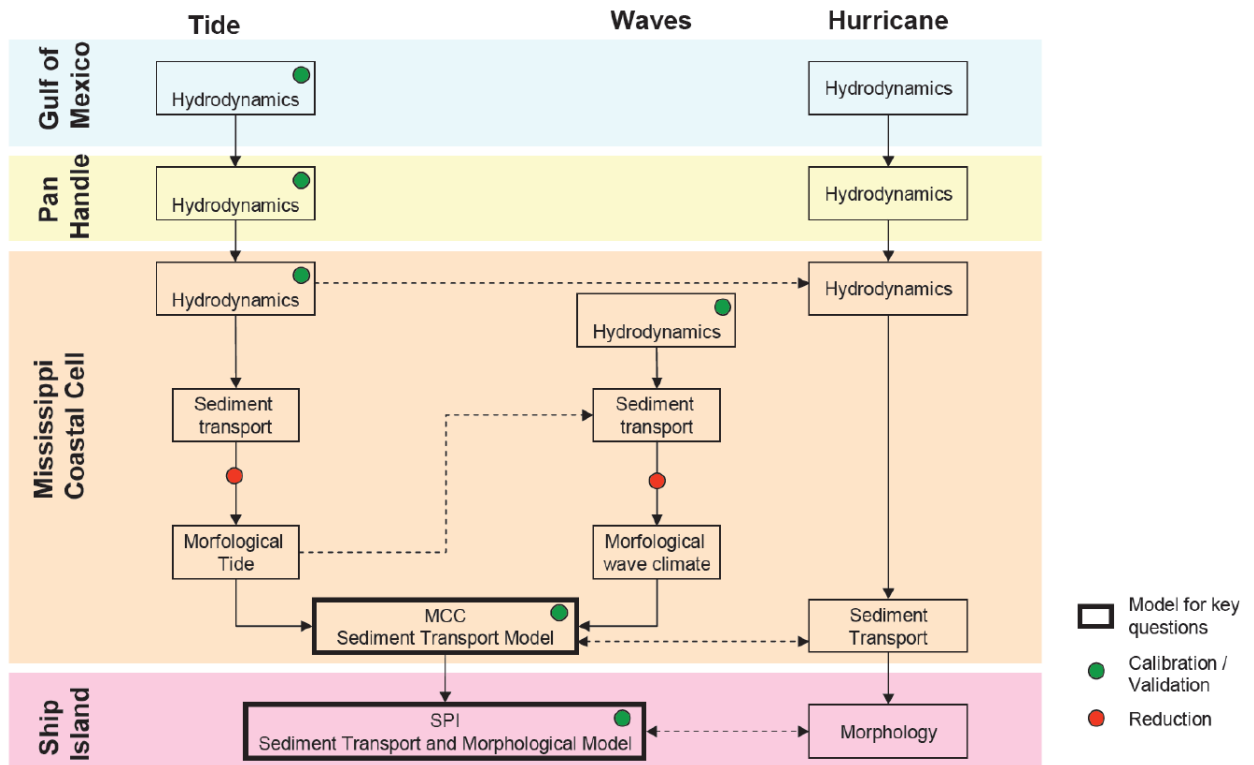 Tide
Waves
Hurricane
Gulf of
Mexico
Hydrodynamics
Hydrodynamics
Pan
Handle
Hydrodynamics
Hydrodynamics
Mississippi
Coastal Cell
Hydrodynamics
Hydrodynamics
Hydrodynamics
Sediment
transport
Sediment
transport
Morfological
Tide
Morfological
wave climate
MCC
Sediment Transport Model
Sediment
Transport
Ship
Island
SPI
Sediment Transport and Morphological Model
Morphology
Model for key
questions
Calibration /
Validation
Reduction